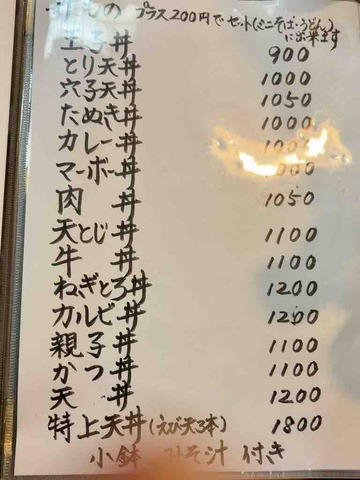 丼もの プラス200円でセット(ミニそば・うどん)に出来ます
玉子丼 900
とり天丼 1000
穴子天丼 1050
たぬき丼 1000
カレー丼
マーボー丼
肉丼 1050
天とじ丼 1100
牛丼 1100
ねぎとろ丼 1200
カルビ丼 1200
親子丼 1100
かつ丼 1100
天丼 1200
特上天丼(えび天3本) 1800
小鉢 みそ汁 付き